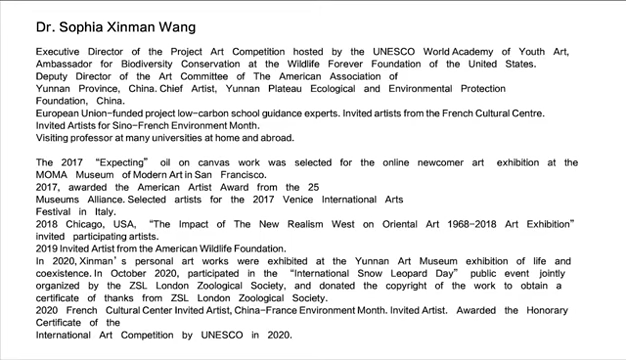 Dr. Sophia Xinman Wang
Executive Director of the Project Art Competition hosted by the UNESCO World Academy of Youth Art,
Ambassador for Biodiversity Conservation at the Wildlife Forever Foundation of the United States.
Deputy Director of the Art Committee of The American Association of
Yunnan Province, China. Chief Artist, Yunnan Plateau Ecological and Environmental Protection
Foundation, China.
European Union-funded project low-carbon school guidance experts. Invited artists from the French Cultural Centre.
Invited Artists for Sino-French Environment Month.
Visiting professor at many universities at home and abroad.
The 2017 "Expecting" oil on canvas work was selected for the online newcomer art exhibition at the
MOMA Museum of Modern Art in San Francisco.
2017, awarded the American Artist Award from the 25
Museums Alliance. Selected artists for the 2017 Venice International Arts
Festival in Italy.
2018 Chicago, USA, "The Impact of The New Realism West on Oriental Art 1968-2018 Art Exhibition"
invited participating artists.
2019 Invited Artist from the American Wildlife Foundation.
In 2020, Xinman's personal art works were exhibited at the Yunnan Art Museum exhibition of life and
coexistence. In October 2020, participated in the "International Snow Leopard Day" public event jointly
organized by the ZSL London Zoological Society, and donated the copyright of the work to obtain a
certificate of thanks from ZSL London Zoological Society.
2020 French Cultural Center Invited Artist, China-France Environment Month. Invited Artist. Awarded the Honorary
Certificate of the
International Art Competition by UNESCO in 2020.